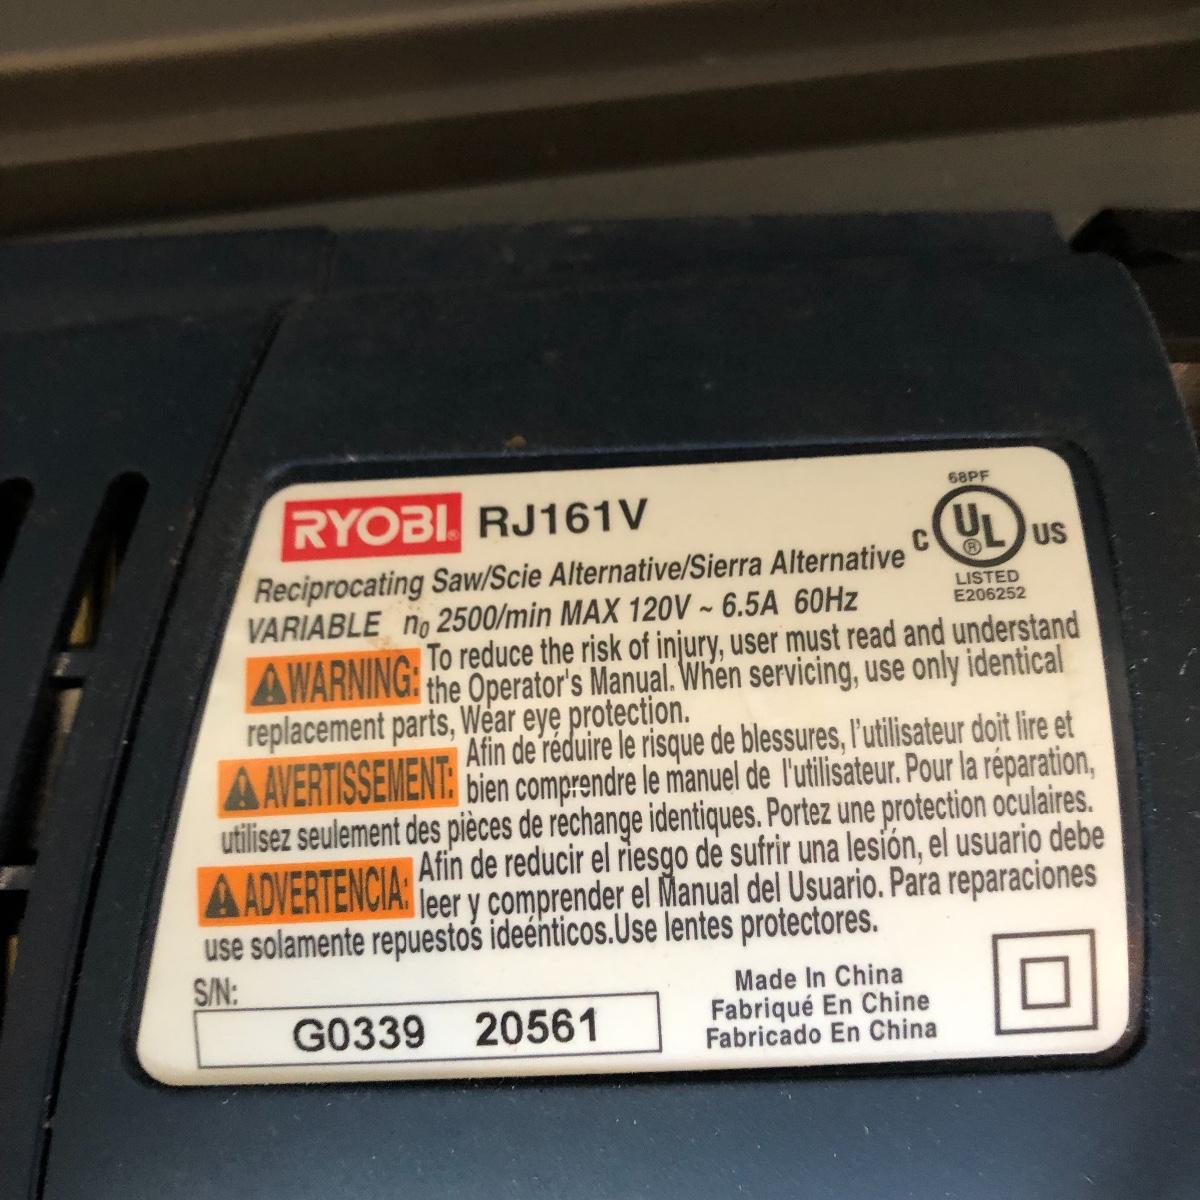 RYOBI® RJ161V
68PF
C UL® US
LISTED
E206252
Reciprocating Saw/Scie Alternative/Sierra Alternative
VARIABLE n0 2500/min MAX 120V ~ 6.5A 60Hz
WARNING: To reduce the risk of injury, user must read and understand
the Operator's Manual. When servicing, use only identical
replacement parts, Wear eye protection.
AVERTISSEMENT: Afin de réduire le risque de blessures, l'utilisateur doit lire et
bien comprendre le manuel de l'utilisateur. Pour la réparation,
utilisez seulement des pièces de rechange identiques. Portez une protection oculaires.
ADVERTENCIA: Afin de reducir el riesgo de sufrir una lesión, el usuario debe
leer y comprender el Manual del Usuario. Para reparaciones
use solamente repuestos ideénticos.Use lentes protectores.
S/N:
G0339 20561
Made In China
Fabriqué En Chine
Fabricado En China